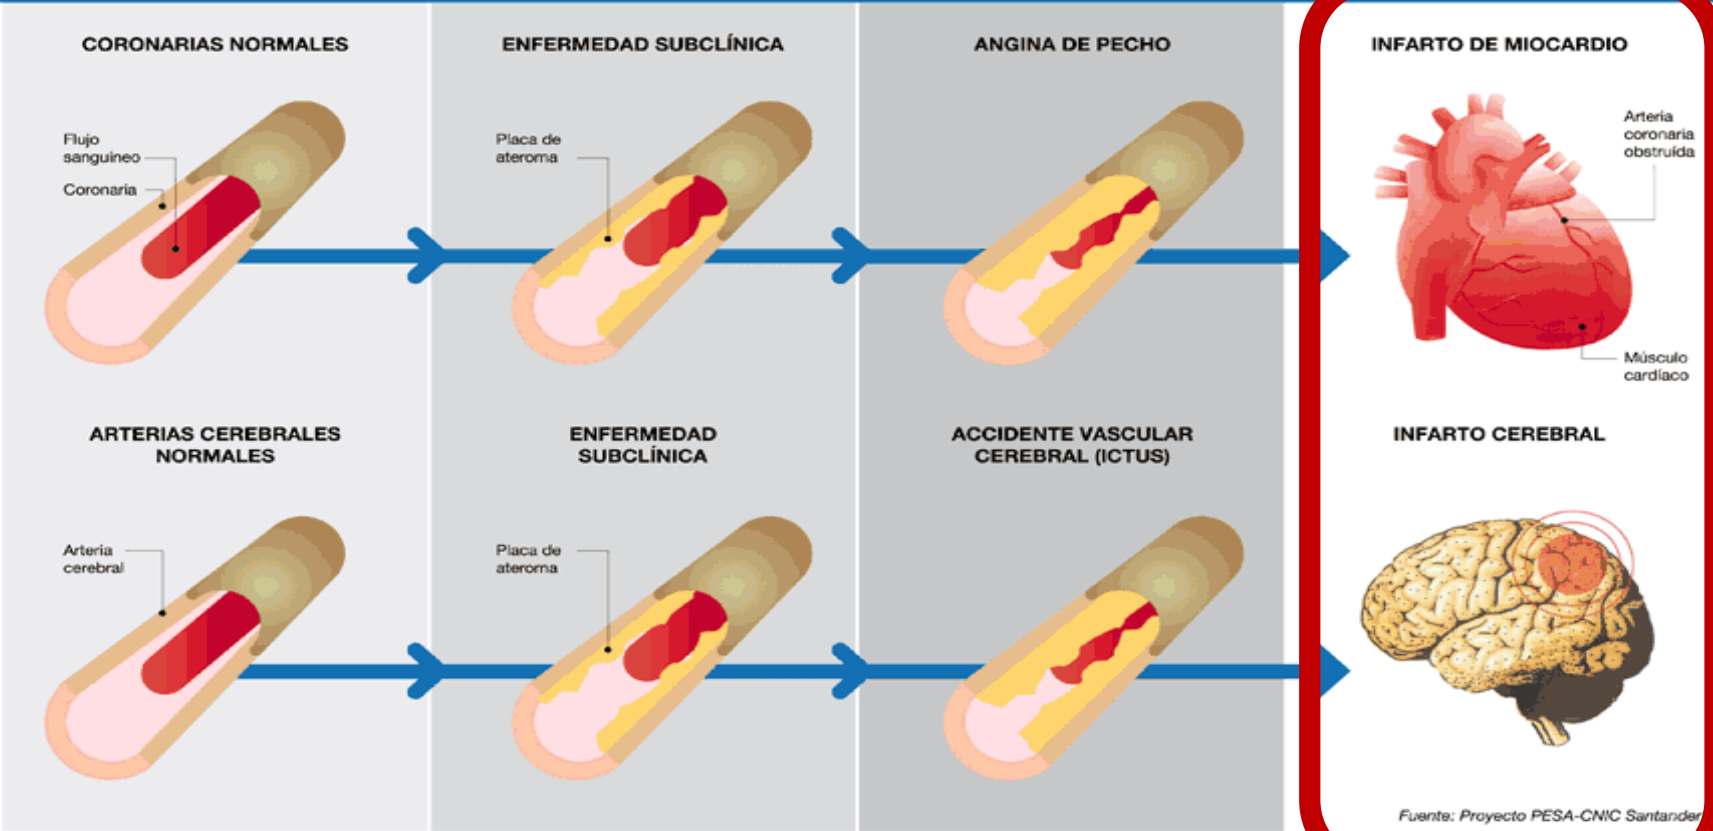 CORONARIAS NORMALES
Flujo
sanguíneo
Coronaria
ENFERMEDAD SUBCLÍNICA
Placa de
ateroma
ANGINA DE PECHO
INFARTO DE MIOCARDIO
Arteria
coronaria
obstruída
Músculo
cardíaco
ARTERIAS CEREBRALES
NORMALES
Arteria
cerebral
ENFERMEDAD
SUBCLÍNICA
Placa de
ateroma
ACCIDENTE VASCULAR
CEREBRAL (ICTUS)
INFARTO CEREBRAL
Fuente: Proyecto PESA-CNIC Santander